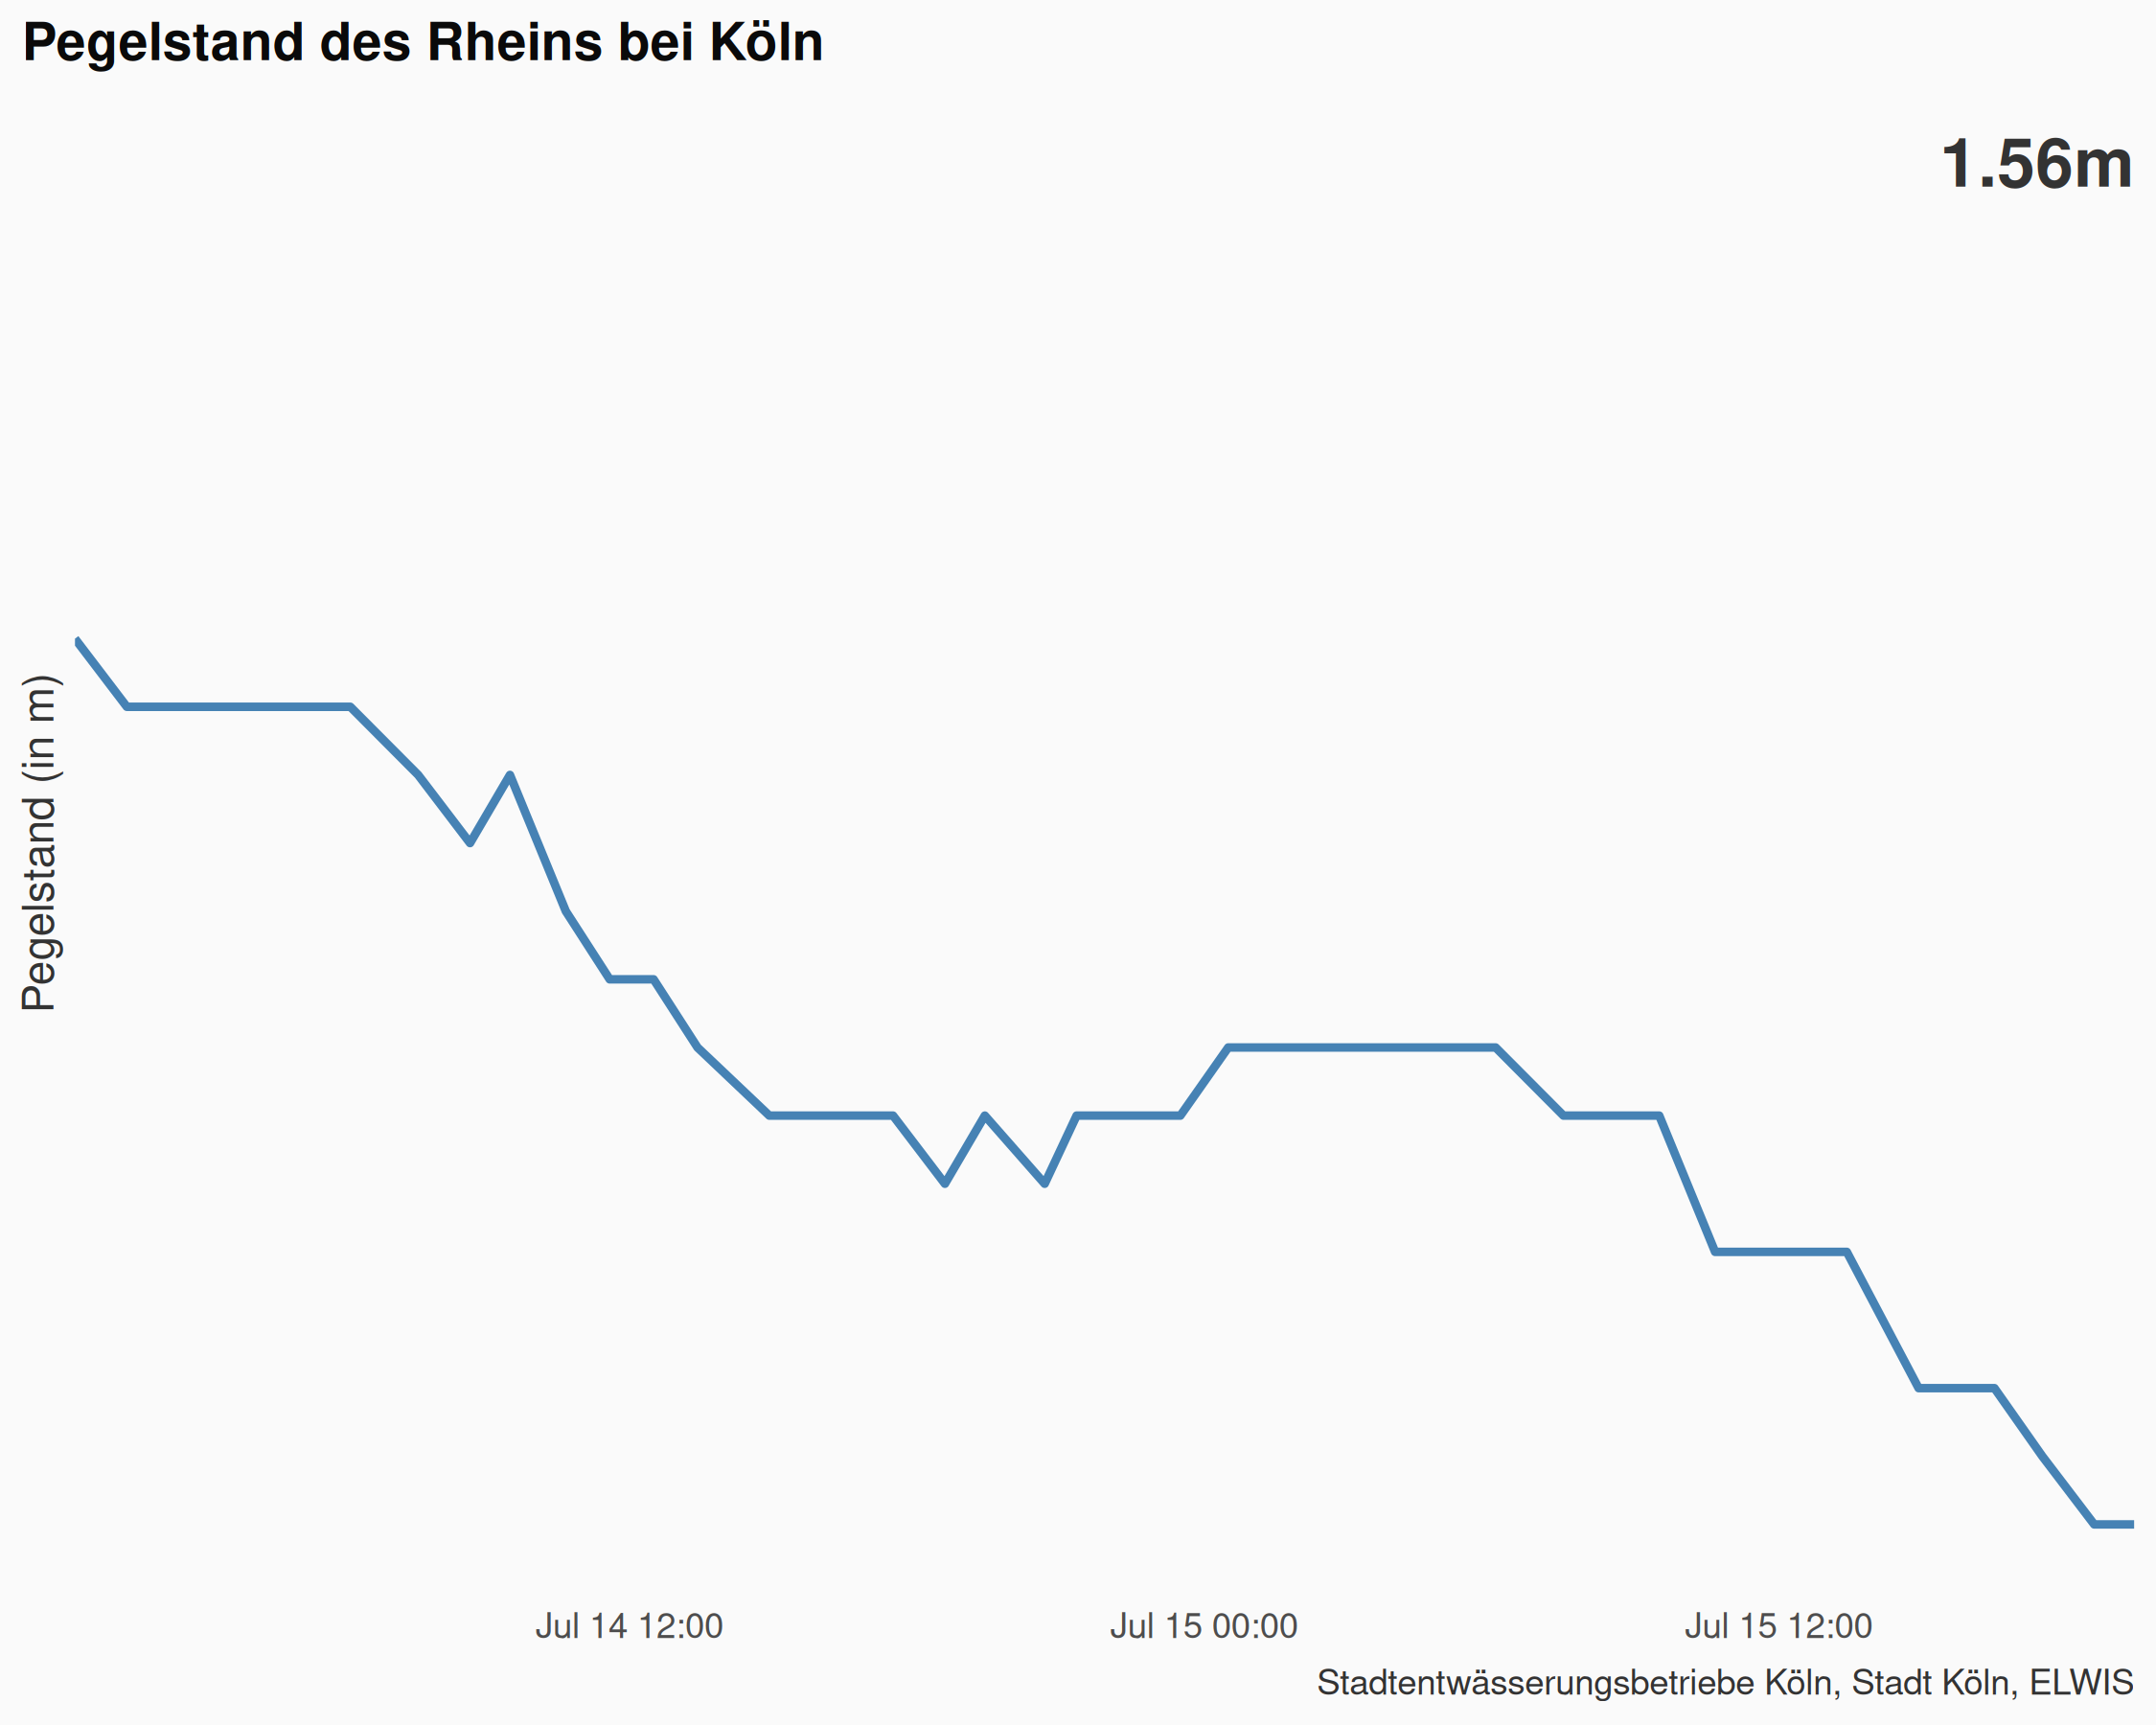 Pegelstand des Rheins bei Köln
1.56m
Pegelstand (in m)
Jul 14 12:00
Jul 15 00:00
Jul 15 12:00
Stadtentwässerungsbetriebe Köln, Stadt Köln, ELWIS